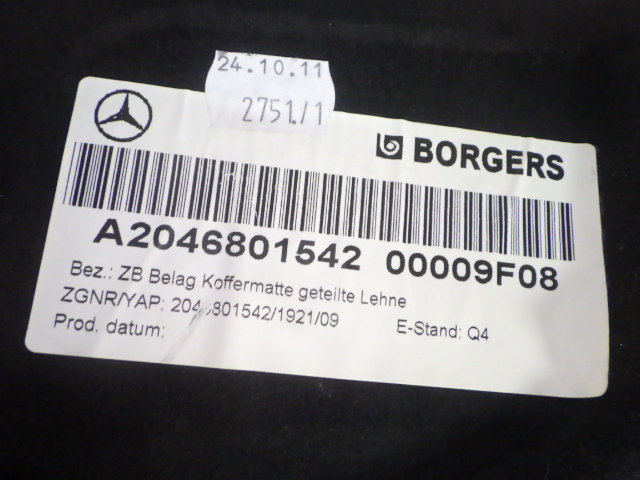 24.10.11
2751/1
BORGERS
A2046801542 00009F08
Bez.: ZB Belag Koffermatte geteilte Lehne
ZGNR/YAP: 2046801542/1921/09 E-Stand: Q4
Prod. datum: